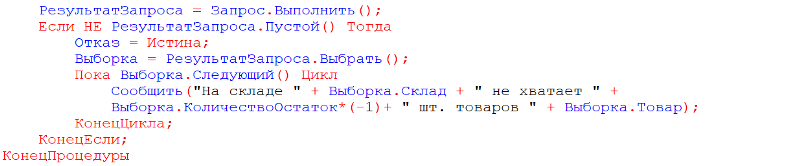 РезультатЗапроса = Запрос.Выполнить();
Если НЕ РезультатЗапроса.Пустой() Тогда
Отказ = Истина;
Выборка = РезультатЗапроса.Выбрать();
Пока Выборка.Следующий() Цикл
Сообщить("На складе " + Выборка.Склад + " не хватает " +
Выборка.КоличествоОстаток*(-1)+ " шт. товаров " + Выборка.Товар);
КонецЦикла;
КонецЕсли;
КонецПроцедуры